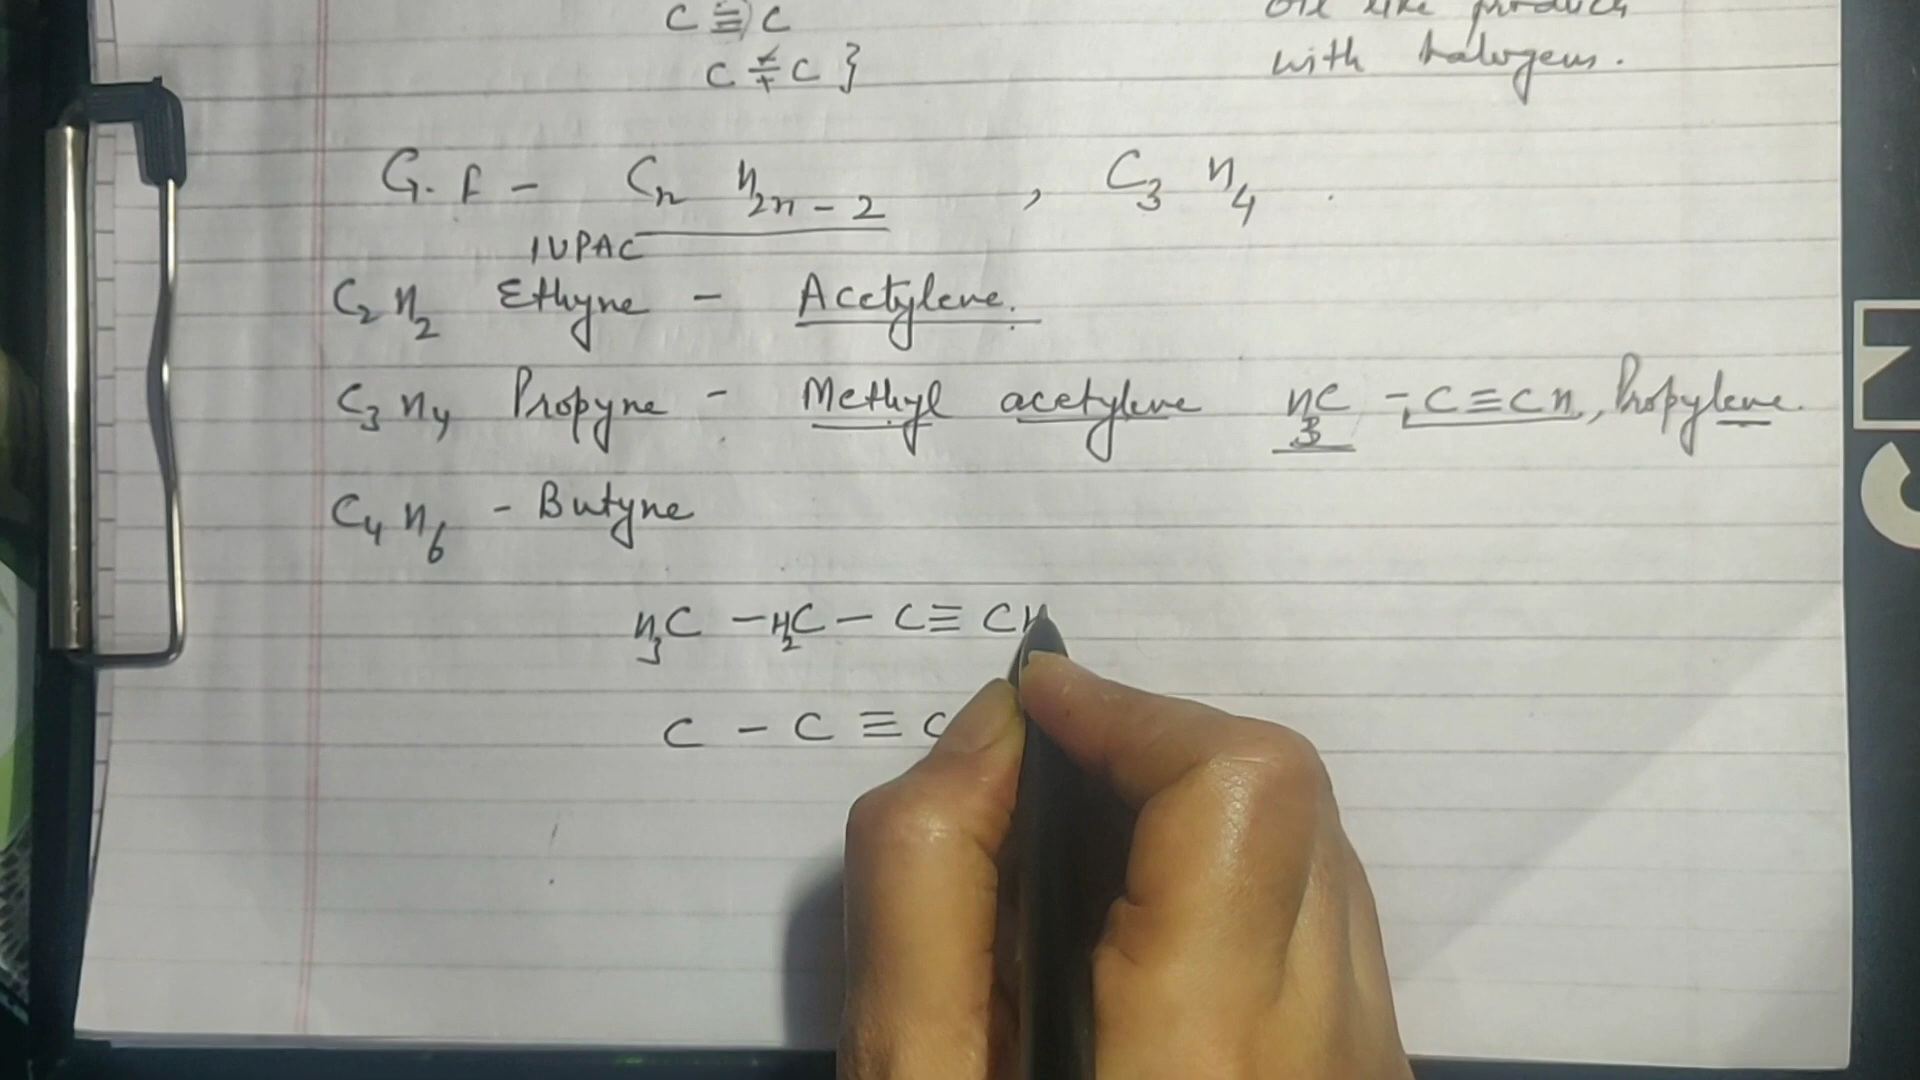 C ≡ C
C ≠ C }
with halogens.
G.F - CnH2n-2 , C3H4.
IUPAC
C2H2 Ethyne - Acetylene.
C3H4 Propyne - Methyl acetylene H3C - C≡CH, Propylene.
C4H6 - Butyne
H3C - H2C - C ≡ CH
C - C ≡ C
CN